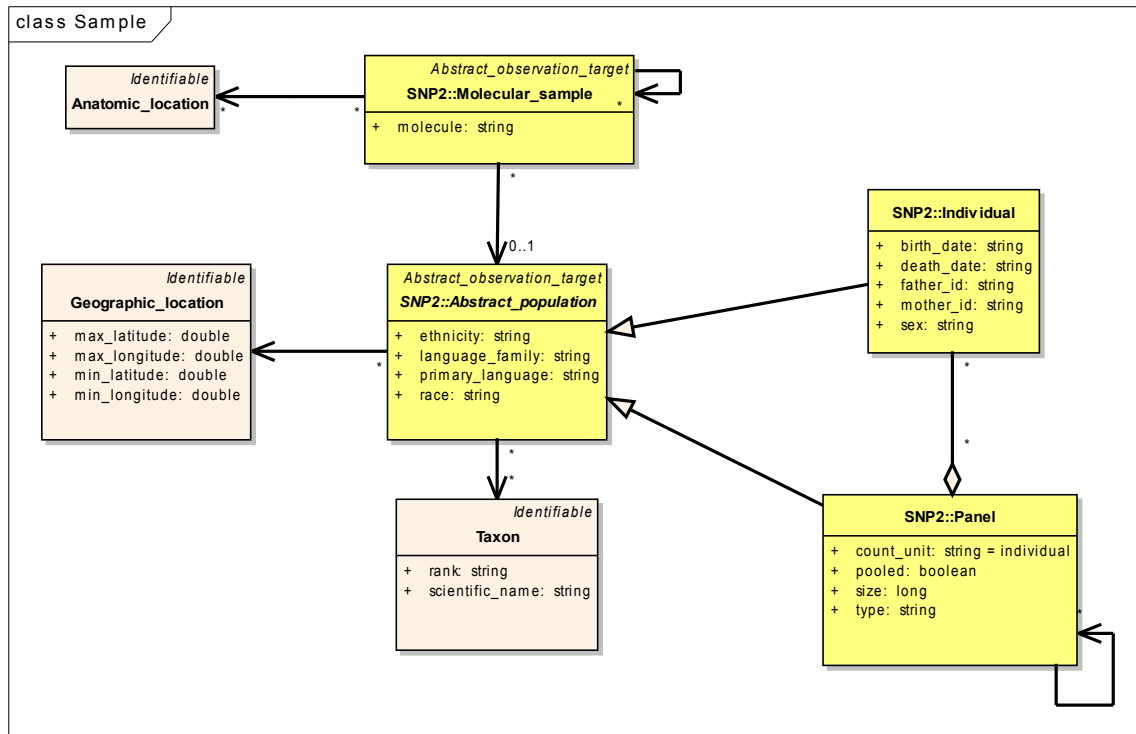 class Sample
Identifiable
Anatomic_location
*
*
Abstract_observation_target
SNP2::Molecular_sample
*
+ molecule: string
*
0..1
Identifiable
Geographic_location
+ max_latitude: double
+ max_longitude: double
+ min_latitude: double
+ min_longitude: double
*
Abstract_observation_target
SNP2::Abstract_population
+ ethnicity: string
+ language_family: string
+ primary_language: string
+ race: string
*
*
SNP2::Individual
+ birth_date: string
+ death_date: string
+ father_id: string
+ mother_id: string
+ sex: string
*
*
Identifiable
Taxon
+ rank: string
+ scientific_name: string
SNP2::Panel
+ count_unit: string = individual
+ pooled: boolean
+ size: long
+ type: string
*